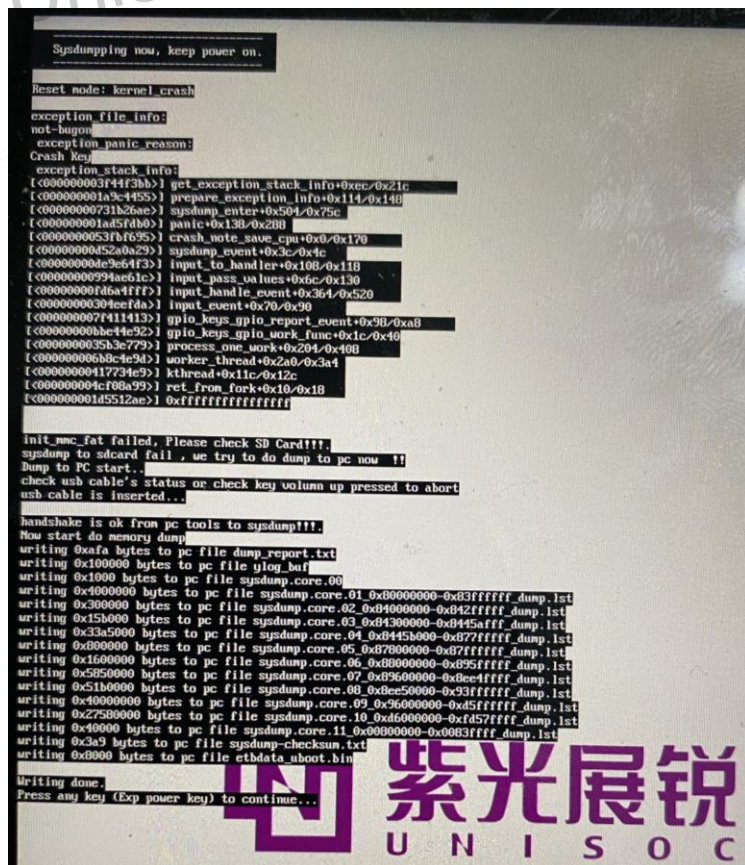 Sysdumpping now, keep power on.
Reset mode: kernel_crash
exception_file_info:
not-bugon
exception_panic_reason:
Crash Key
exception_stack_info:
[<000000003f44f3bb>] get_exception_stack_info+0xec/0x21c
[<000000001a9c4455>] prepare_exception_info+0x114/0x148
[<00000000731b26ae>] sysdump_enter+0x504/0x75c
[<000000001ad5fdb0>] panic+0x138/0x288
[<0000000053fbf695>] crash_note_save_cpu+0x0/0x170
[<00000000d52a0a29>] sysdump_event+0x3c/0x4c
[<00000000de9e64f3>] input_to_handler+0x108/0x118
[<00000000994ae61c>] input_pass_values+0x6c/0x130
[<00000000fd6a4fff>] input_handle_event+0x364/0x520
[<00000000304eefda>] input_event+0x70/0x90
[<000000007f411413>] gpio_keys_gpio_report_event+0x98/0xa8
[<00000000bbe44e92>] gpio_keys_gpio_work_func+0x1c/0x40
[<0000000035b3e779>] process_one_work+0x204/0x408
[<000000006b8c4e9d>] worker_thread+0x2a0/0x3a4
[<00000000417734e9>] kthread+0x11c/0x12c
[<000000004cf08a99>] ret_from_fork+0x10/0x18
[<000000001d5512ae>] 0xffffffffffffffff
init_mmc_fat failed, Please check SD Card!!!.
sysdump to sdcard fail , we try to do dump to pc now !!
Dump to PC start..
check usb cable's status or check key volumn up pressed to abort
usb cable is inserted...
handshake is ok from pc tools to sysdump!!!.
Now start do memory dump
writing 0xafa bytes to pc file dump_report.txt
writing 0x100000 bytes to pc file ylog_buf
writing 0x1000 bytes to pc file sysdump.core.00
writing 0x4000000 bytes to pc file sysdump.core.01_0x80000000-0x83ffffff_dump.lst
writing 0x300000 bytes to pc file sysdump.core.02_0x84000000-0x842fffff_dump.lst
writing 0x15b000 bytes to pc file sysdump.core.03_0x84300000-0x8445afff_dump.lst
writing 0x33a5000 bytes to pc file sysdump.core.04_0x8445b000-0x877fffff_dump.lst
writing 0x800000 bytes to pc file sysdump.core.05_0x87800000-0x87ffffff_dump.lst
writing 0x1600000 bytes to pc file sysdump.core.06_0x88000000-0x895fffff_dump.lst
writing 0x5850000 bytes to pc file sysdump.core.07_0x89600000-0x8ee4ffff_dump.lst
writing 0x51b0000 bytes to pc file sysdump.core.08_0x8ee50000-0x93ffffff_dump.lst
writing 0x40000000 bytes to pc file sysdump.core.09_0x96000000-0xd5ffffff_dump.lst
writing 0x27580000 bytes to pc file sysdump.core.10_0xd6000000-0xfd57ffff_dump.lst
writing 0x40000 bytes to pc file sysdump.core.11_0x00800000-0x0083ffff_dump.lst
writing 0x3a9 bytes to pc file sysdump-checksum.txt
writing 0x8000 bytes to pc file etbdata_uboot.bin
Writing done.
Press any key (Exp power key) to continue...
紫光展锐
UNISOC